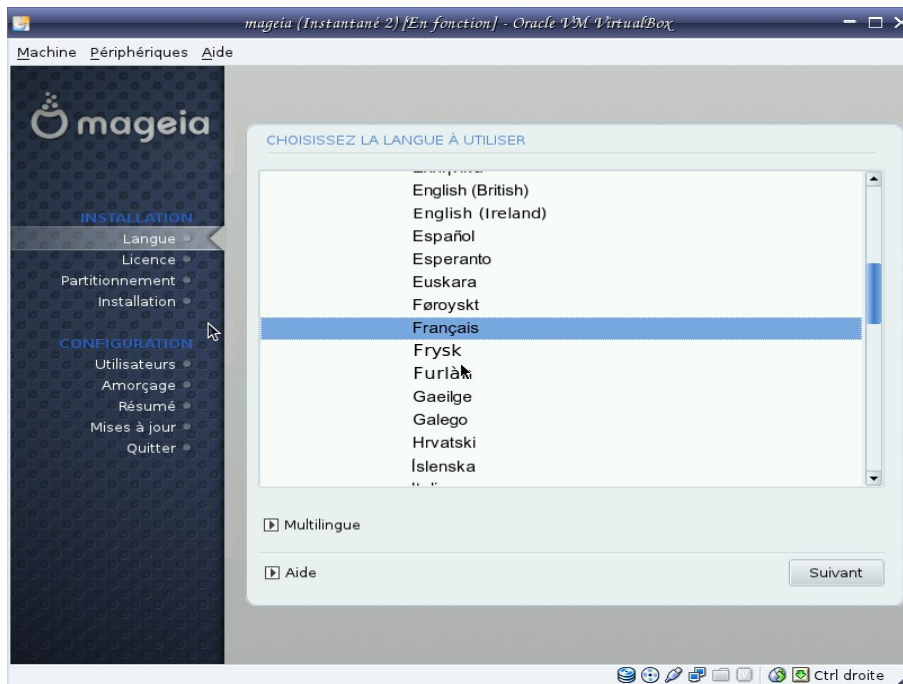 mageia (Instantané 2) [En fonction] - Oracle VM VirtualBox
Machine Périphériques Aide
mageia
INSTALLATION
Langue
Licence
Partitionnement
Installation
CONFIGURATION
Utilisateurs
Amorçage
Résumé
Mises à jour
Quitter
CHOISISSEZ LA LANGUE À UTILISER
English (British)
English (Ireland)
Español
Esperanto
Euskara
Føroyskt
Français
Frysk
Gaeilge
Galego
Hrvatski
Íslenska
Multilingue
Aide
Suivant
Ctrl droite